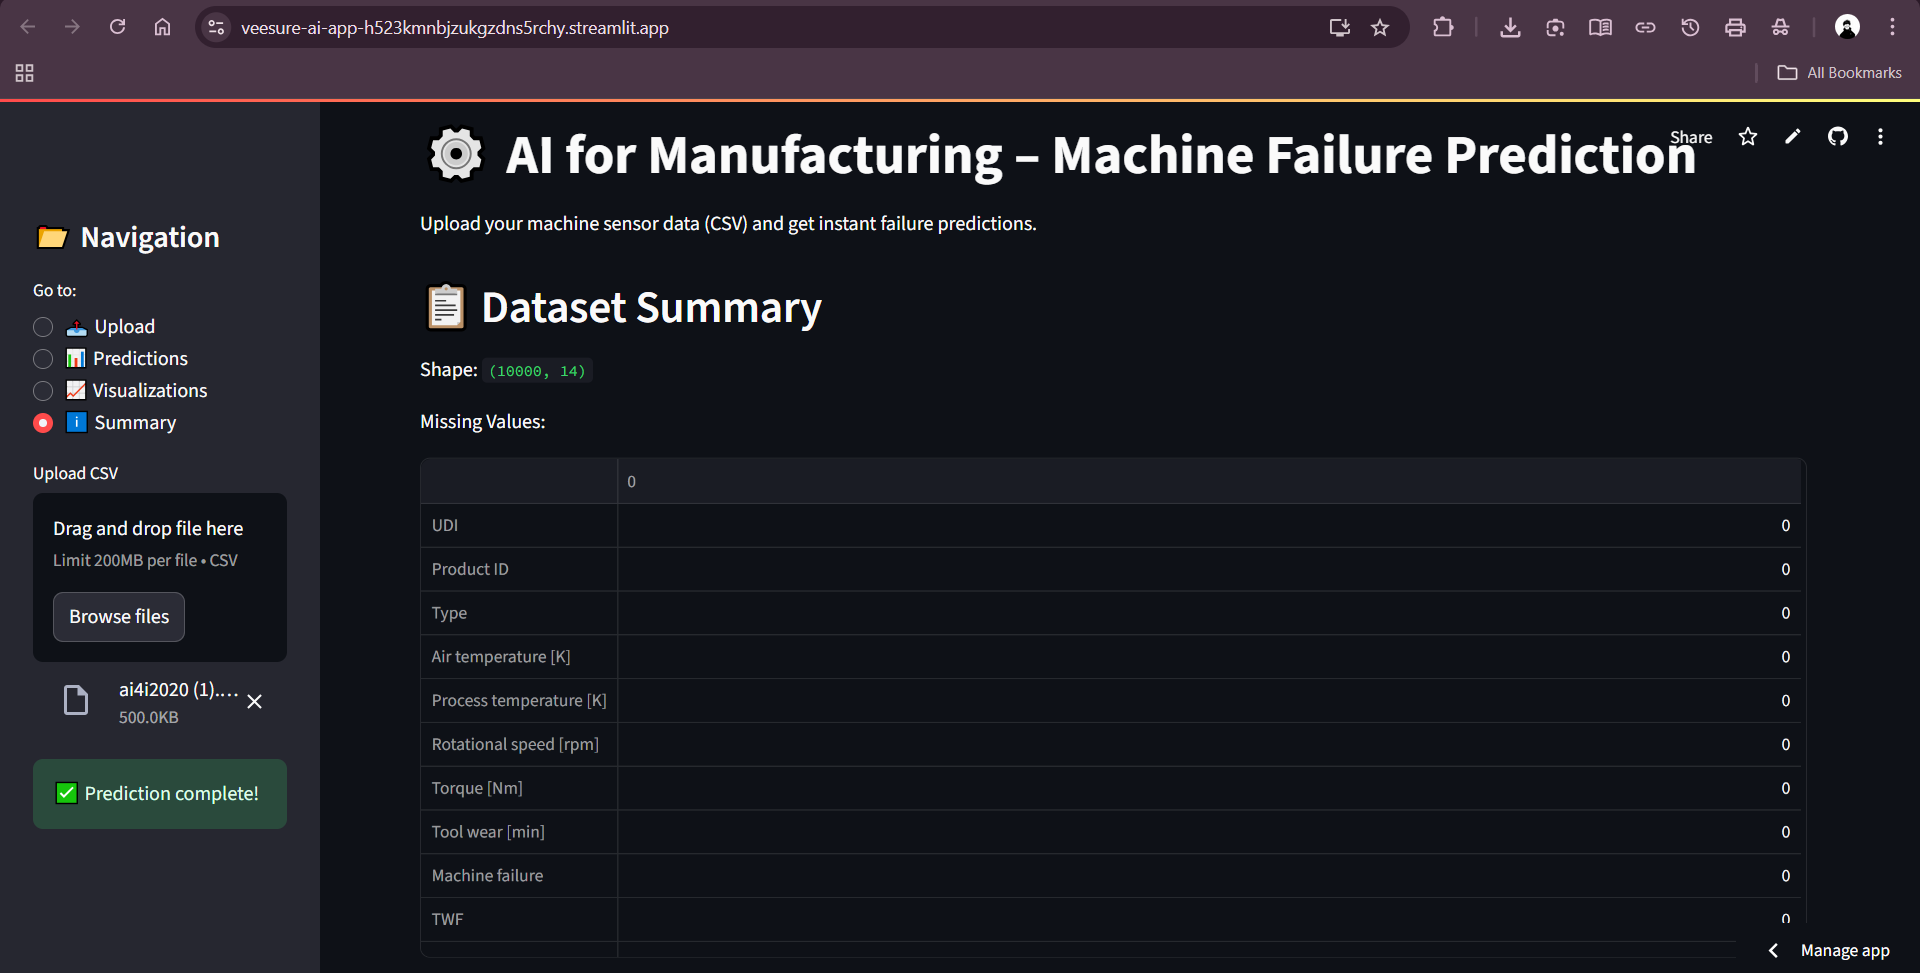 veesure-ai-app-h523kmnbjzukgzdns5rchy.streamlit.app
All Bookmarks
Share
AI for Manufacturing – Machine Failure Prediction
Upload your machine sensor data (CSV) and get instant failure predictions.
Navigation
Go to:
Upload
Predictions
Visualizations
Summary
Upload CSV
Drag and drop file here
Limit 200MB per file • CSV
Browse files
ai4i2020 (1)....
500.0KB
Prediction complete!
Dataset Summary
Shape: (10000, 14)
Missing Values:
0
UDI 0
Product ID 0
Type 0
Air temperature [K] 0
Process temperature [K] 0
Rotational speed [rpm] 0
Torque [Nm] 0
Tool wear [min] 0
Machine failure 0
TWF 0
Manage app